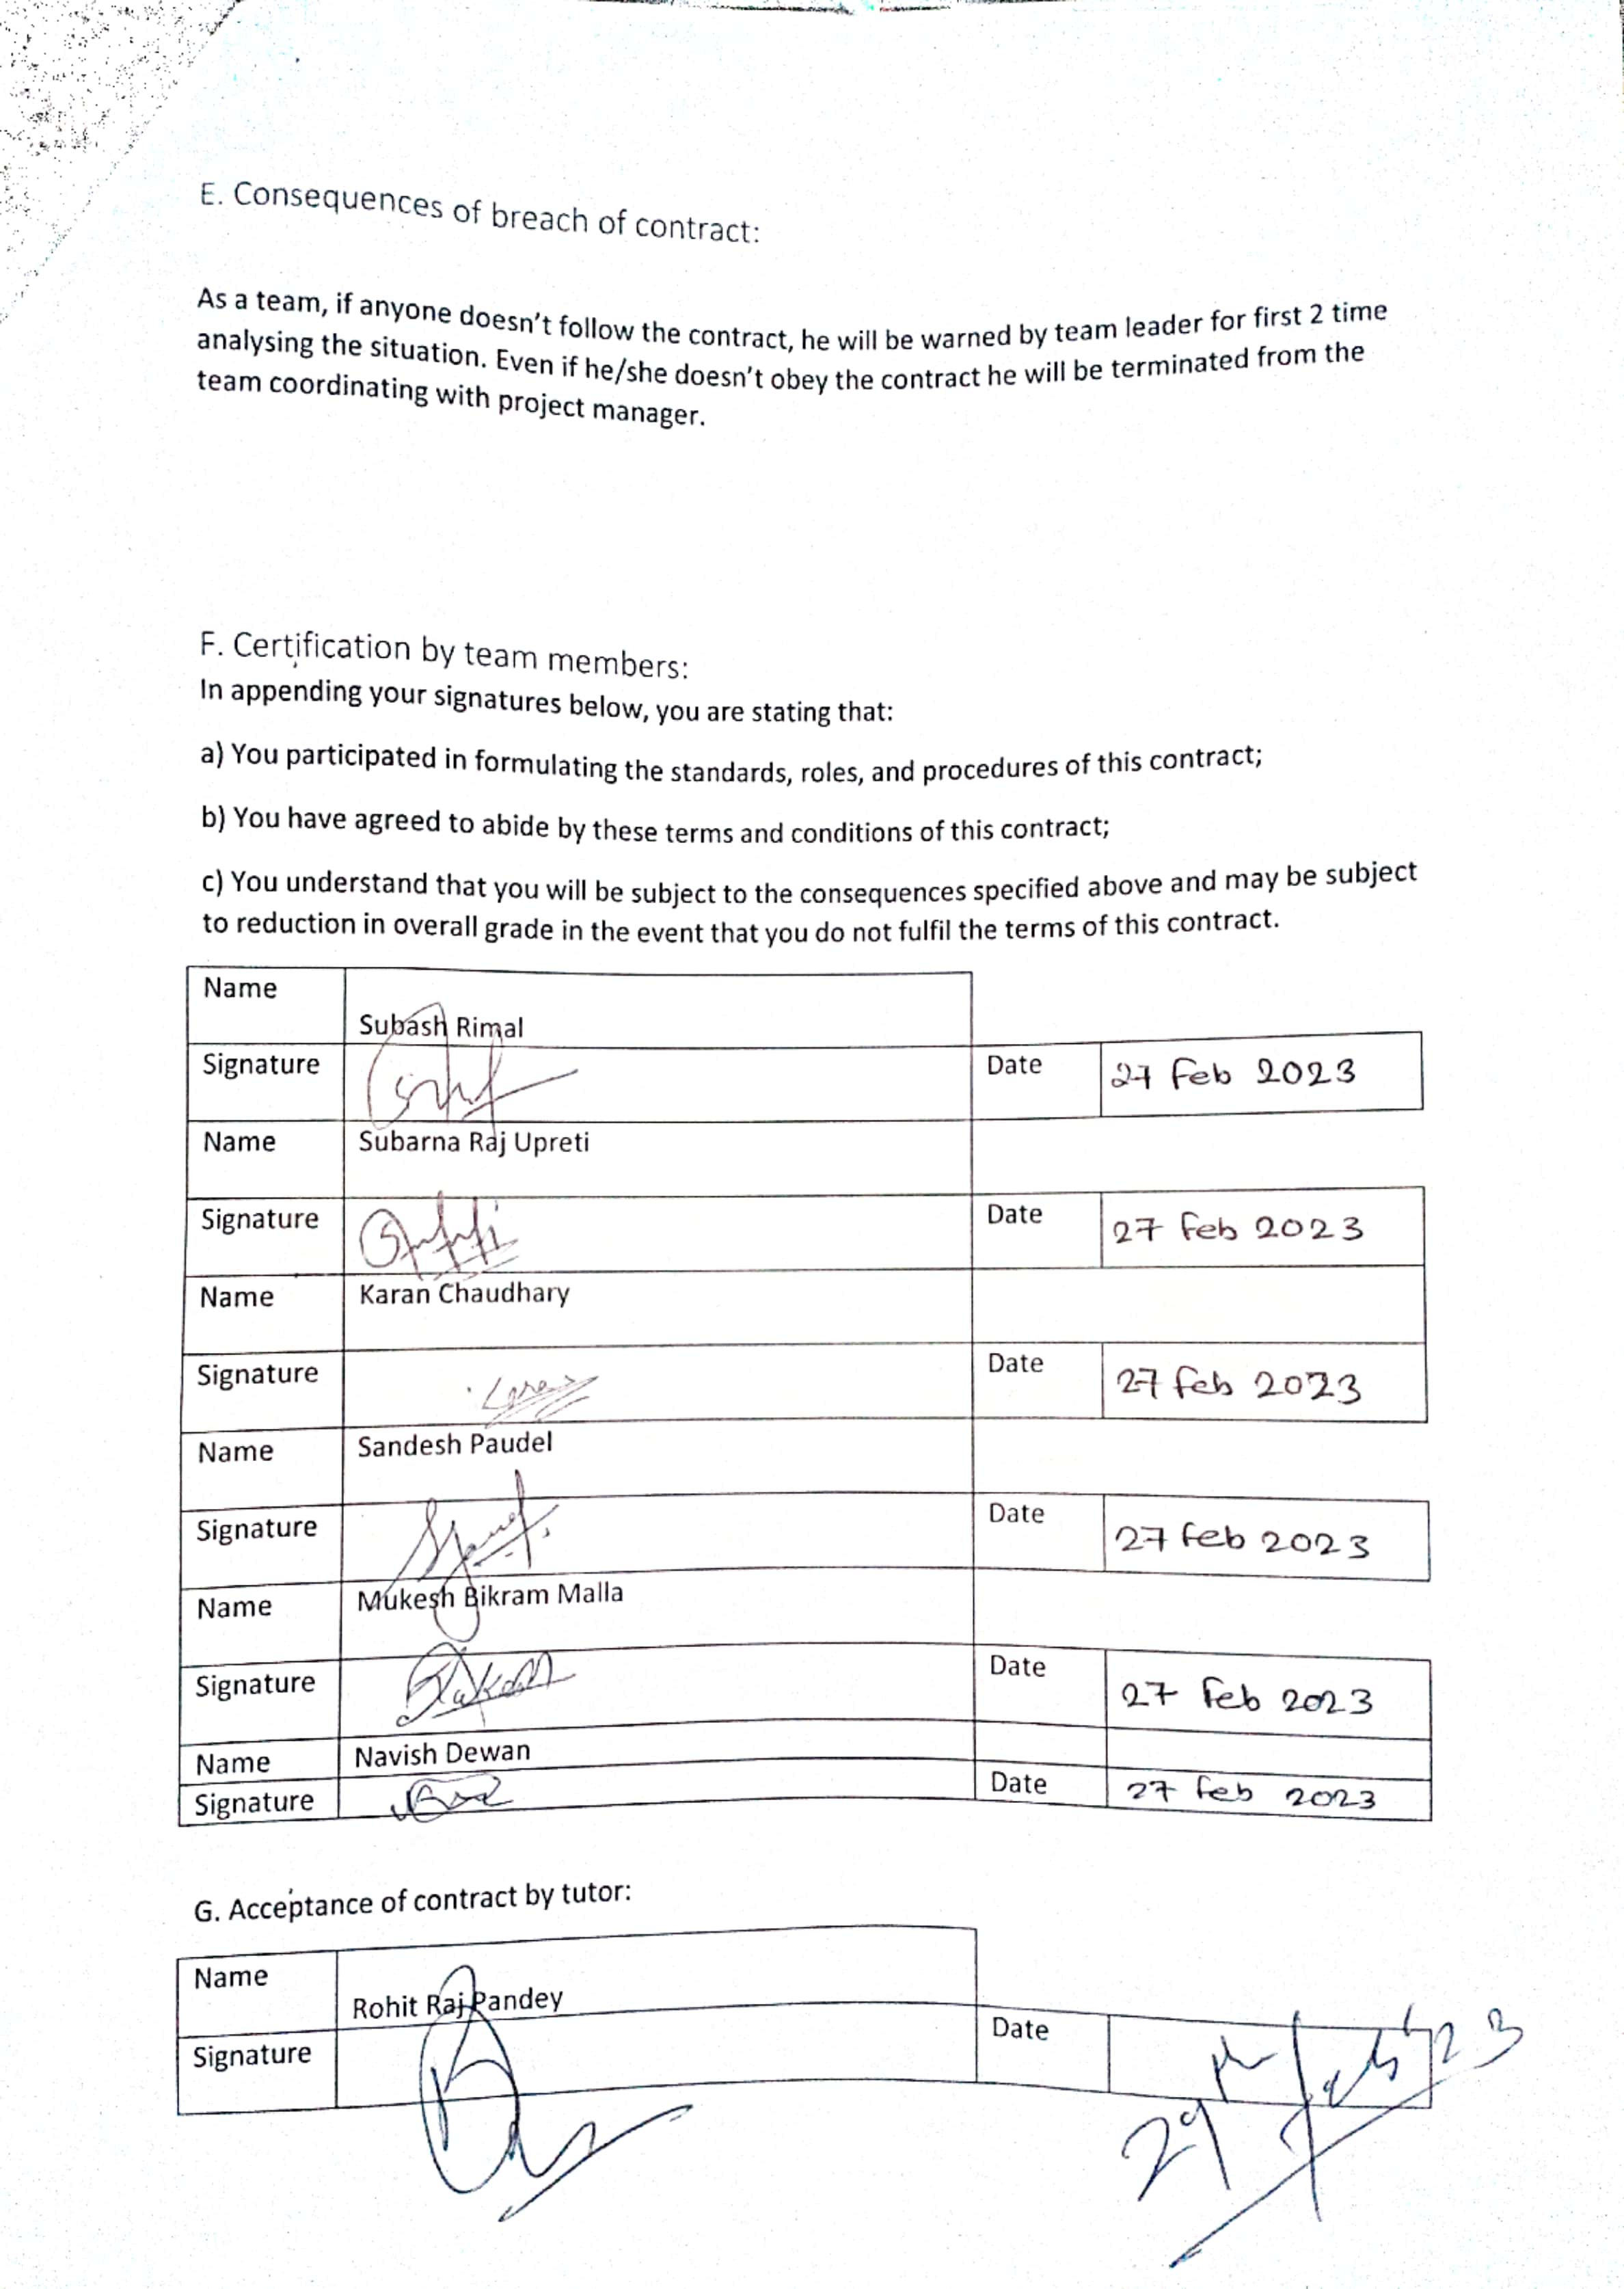 E. Consequences of breach of contract:
As a team, if anyone doesn't follow the contract, he will be warned by team leader for first 2 time
analysing the situation. Even if he/she doesn't obey the contract he will be terminated from the
team coordinating with project manager.
F. Certification by team members:
In appending your signatures below, you are stating that:
a) You participated in formulating the standards, roles, and procedures of this contract;
b) You have agreed to abide by these terms and conditions of this contract;
c) You understand that you will be subject to the consequences specified above and may be subject
to reduction in overall grade in the event that you do not fulfil the terms of this contract.
Name Subash Rimal
Signature Date 27 Feb 2023
Name Subarna Raj Upreti
Signature Date 27 Feb 2023
Name Karan Chaudhary
Signature Date 27 Feb 2023
Name Sandesh Paudel
Signature Date 27 Feb 2023
Name Mukesh Bikram Malla
Signature Date 27 Feb 2023
Name Navish Dewan
Signature Date 27 Feb 2023
G. Acceptance of contract by tutor:
Name Rohit Raj Pandey
Signature Date